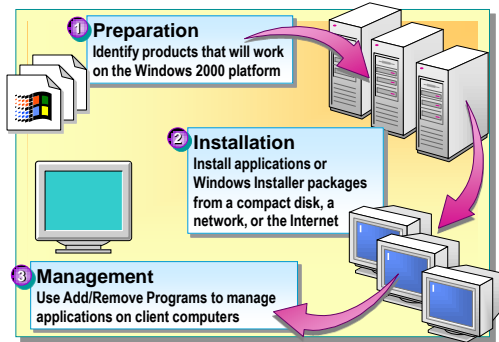 1
Preparation
Identify products that will work
on the Windows 2000 platform
2
Installation
Install applications or
Windows Installer packages
from a compact disk, a
network, or the Internet
3
Management
Use Add/Remove Programs to manage
applications on client computers